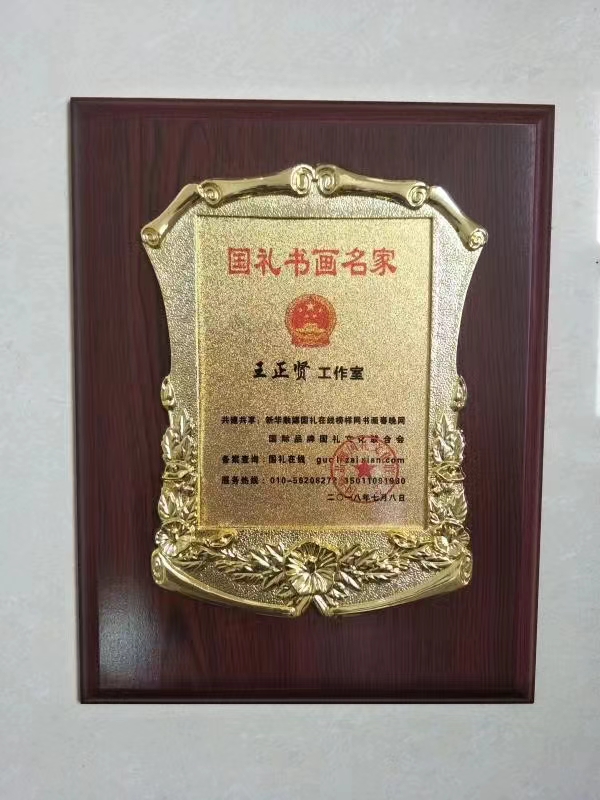 国礼书画名家
王正贤 工作室
共建共享：新华融媒国礼在线榜样网书画春晚网
国际品牌国礼文化联合会
备案查询：国礼在线 guolizaixian.com
服务热线：010-56208272 15011091930
二〇一八年七月八日